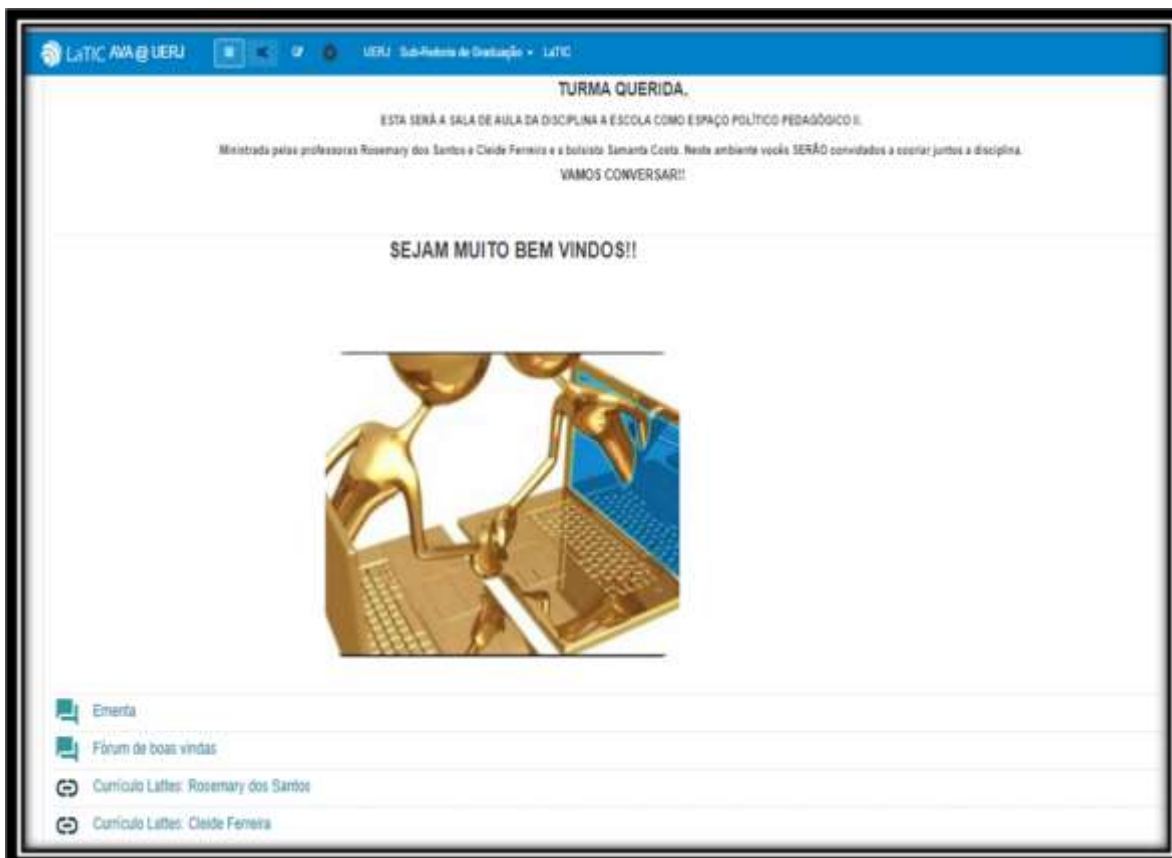 LaTIC AVA@UERJ UERJ Sub-Reitoria de Graduação LaTIC
TURMA QUERIDA,
ESTA SERÁ A SALA DE AULA DA DISCIPLINA A ESCOLA COMO ESPAÇO POLÍTICO PEDAGÓGICO II.
Ministrada pelas professoras Rosemary dos Santos e Cleide Ferreira e a bolsista Samanta Costa. Neste ambiente vocês SERÃO convidados a cocriar juntos a disciplina.
VAMOS CONVERSAR!!
SEJAM MUITO BEM VINDOS!!
Ementa
Fórum de boas vindas
Currículo Lattes: Rosemary dos Santos
Currículo Lattes: Cleide Ferreira